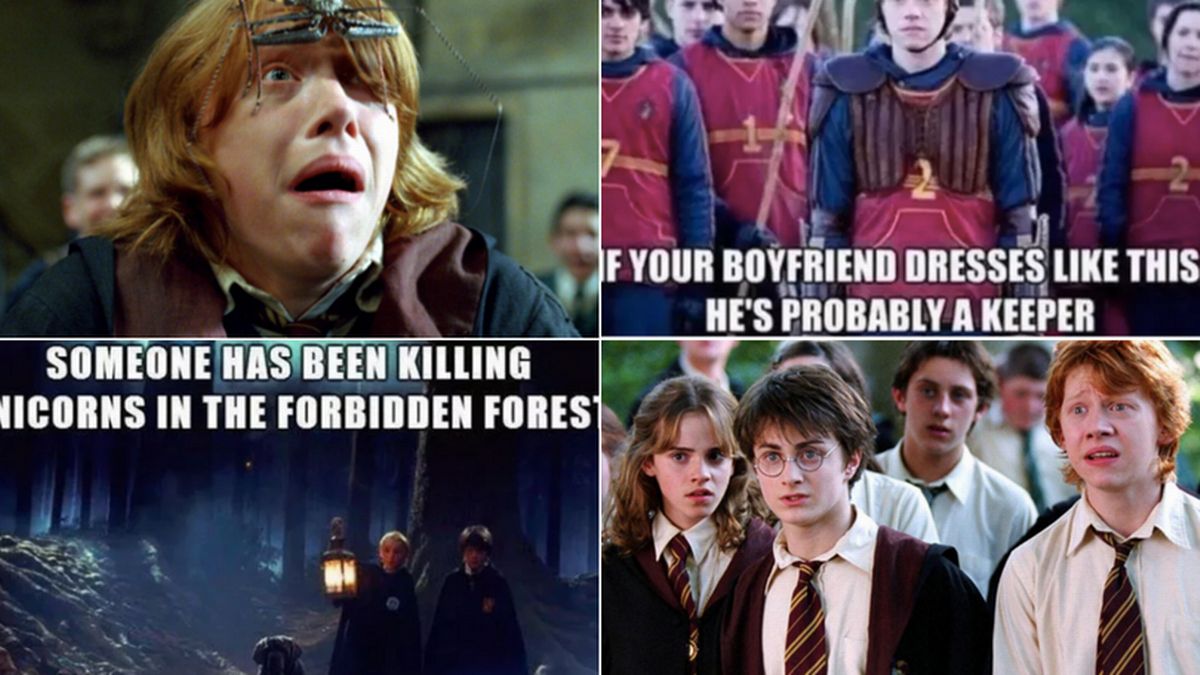 IF YOUR BOYFRIEND DRESSES LIKE THIS
HE'S PROBABLY A KEEPER
SOMEONE HAS BEEN KILLING
NICORNS IN THE FORBIDDEN FOREST
7
1
2
2